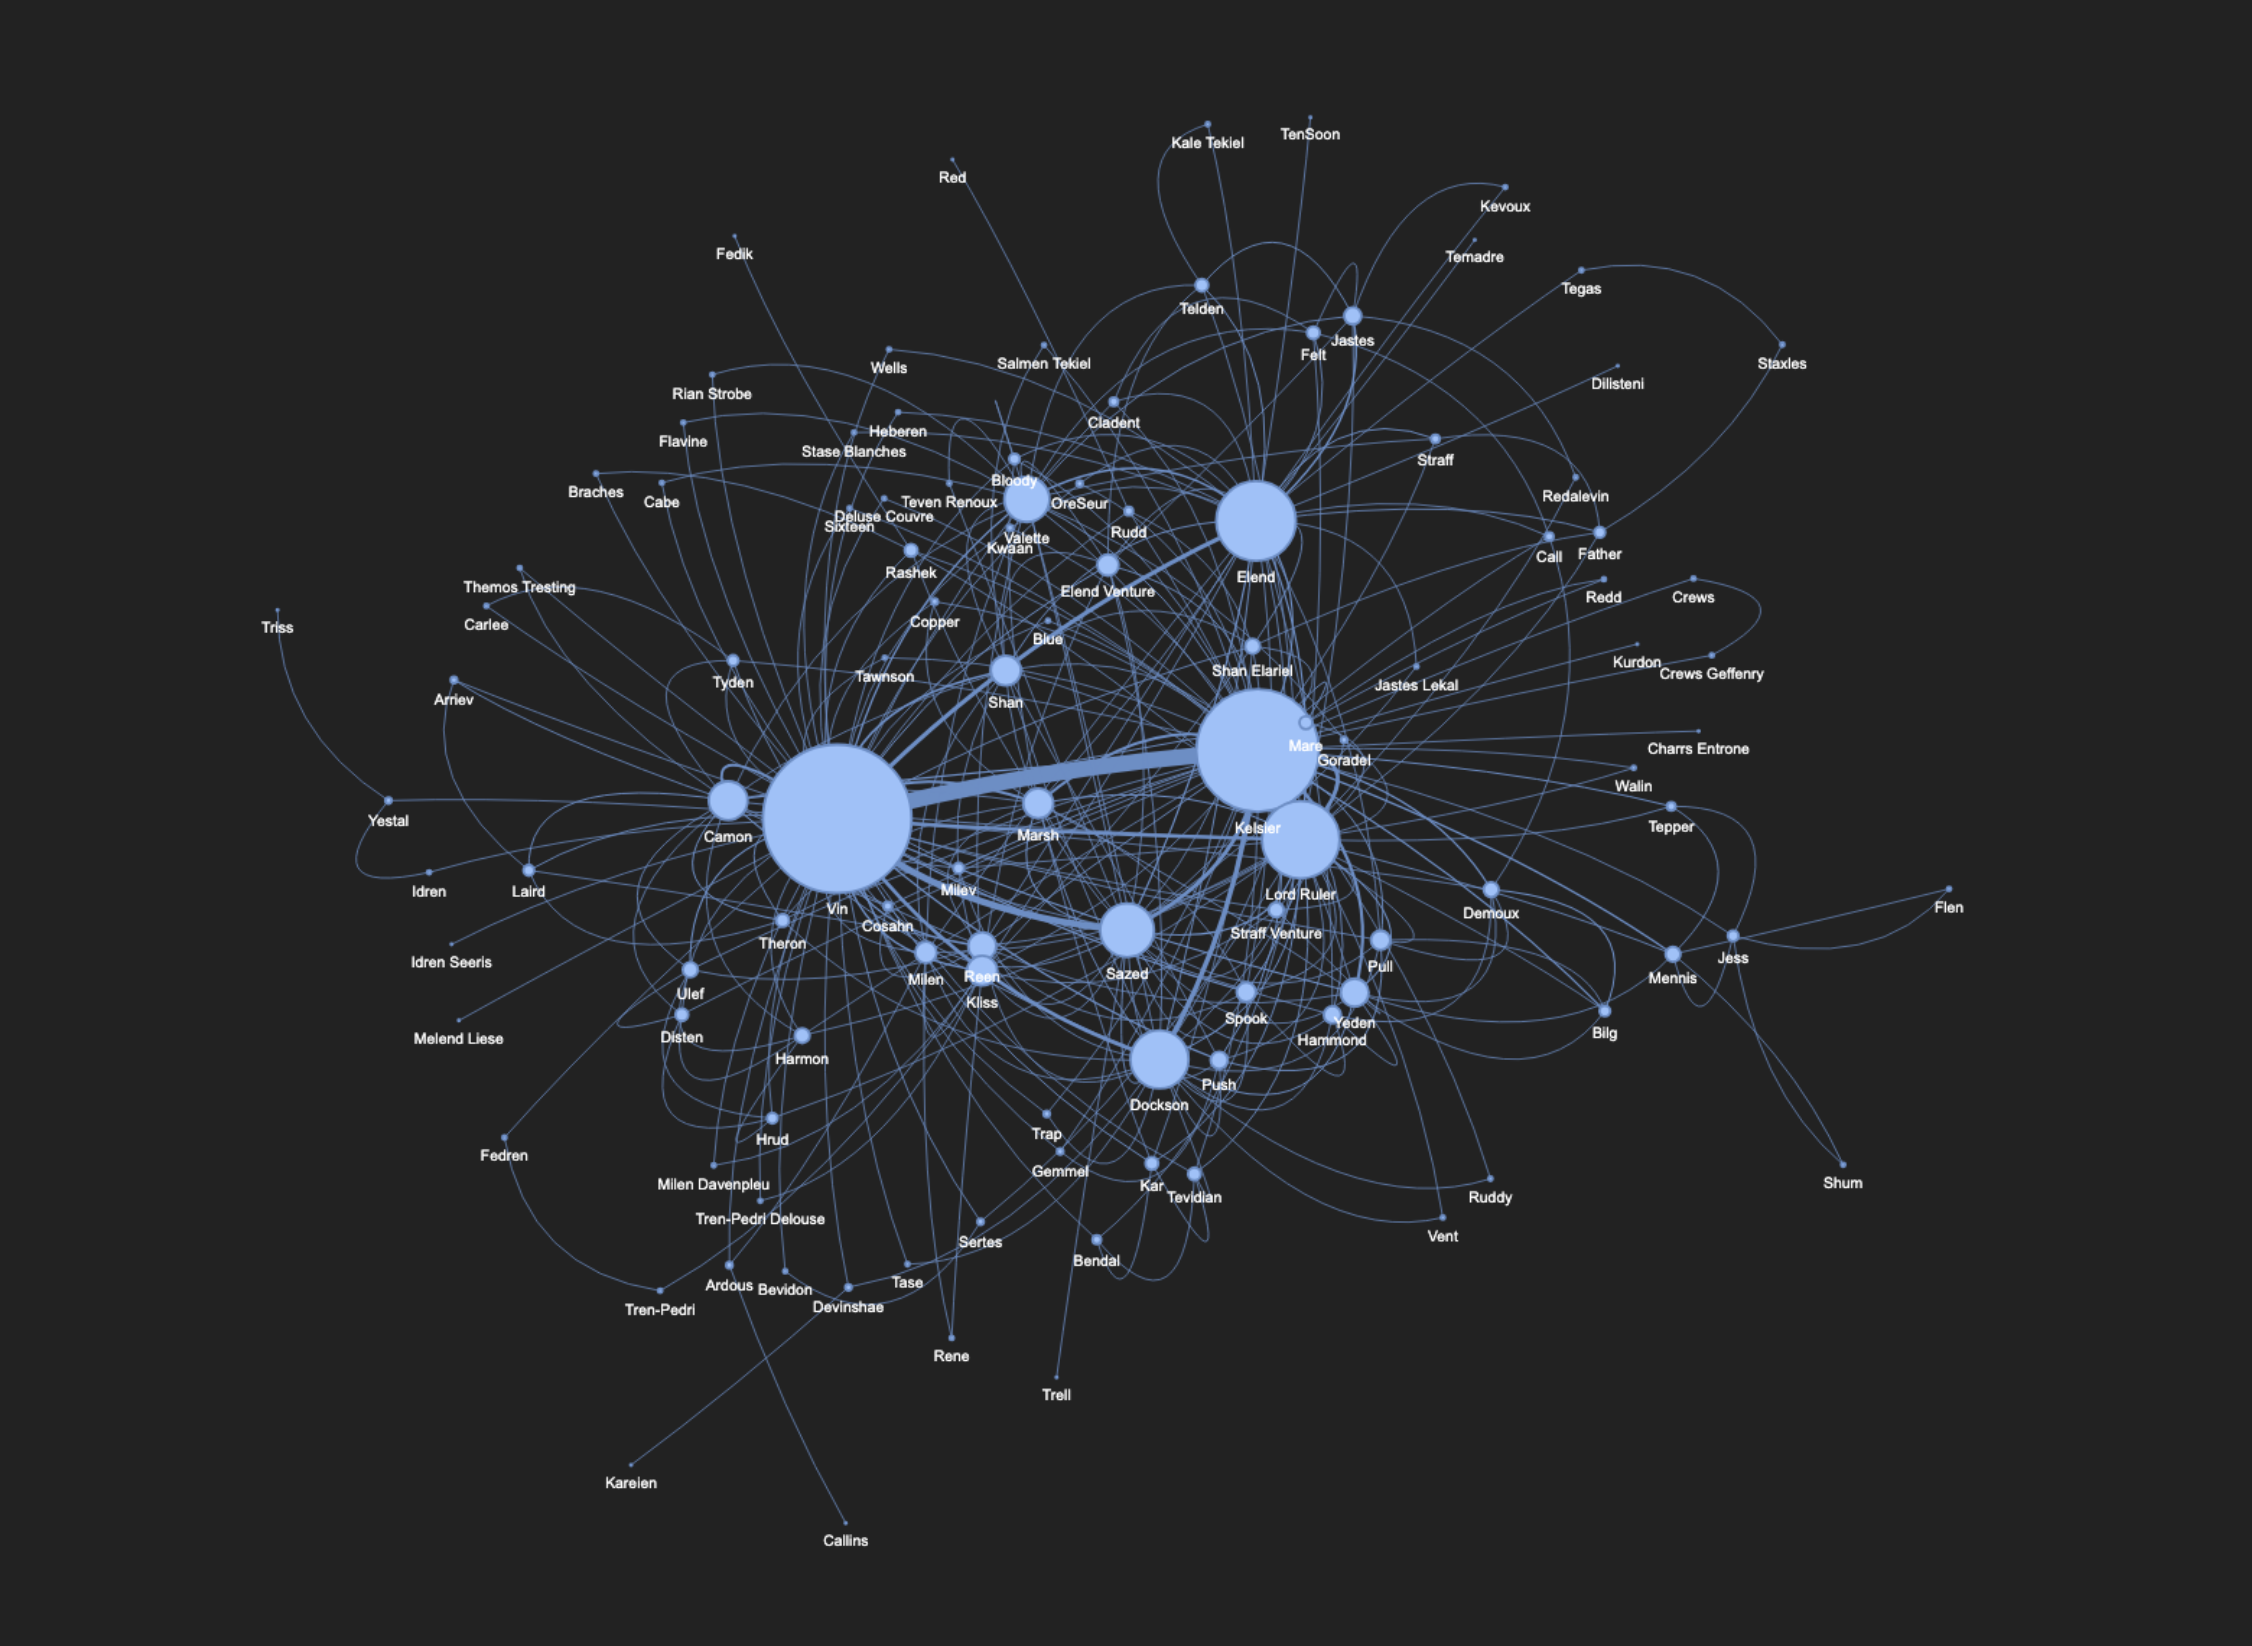 TenSoon
Kale Tekiel
Red
Kevoux
Fedik
Temadre
Tegas
Telden
Jastes
Felt
Salmen Tekiel
Staxles
Wells
Dilisteni
Rian Strobe
Cladent
Heberen
Flavine
Stase Blanches
Straff
Bloody
Braches
Redalevin
Cabe
Teven Renoux
OreSeur
Deluse Couvre
Sixteen
Rudd
Valette
Kwaan
Father
Call
Rashek
Elend
Themos Tresting
Elend Venture
Redd
Crews
Copper
Carlee
Triss
Blue
Kurdon
Shan Elariel
Crews Geffenry
Tawnson
Tyden
Jastes Lekal
Arriev
Shan
Mare
Charrs Entrone
Goradel
Walin
Yestal
Tepper
Kelsier
Marsh
Camon
Milev
Idren
Laird
Lord Ruler
Flen
Vin
Demoux
Cosahn
Straff Venture
Theron
Jess
Idren Seeris
Pull
Sazed
Reen
Milen
Mennis
Ulef
Kliss
Spook
Yeden
Bilg
Disten
Melend Liese
Hammond
Harmon
Push
Dockson
Trap
Hrud
Fedren
Gemmel
Shum
Milen Davenpleu
Kar
Tevidian
Ruddy
Tren-Pedri Delouse
Vent
Sertes
Bendal
Tase
Ardous
Bevidon
Devinshae
Tren-Pedri
Rene
Trell
Kareien
Callins